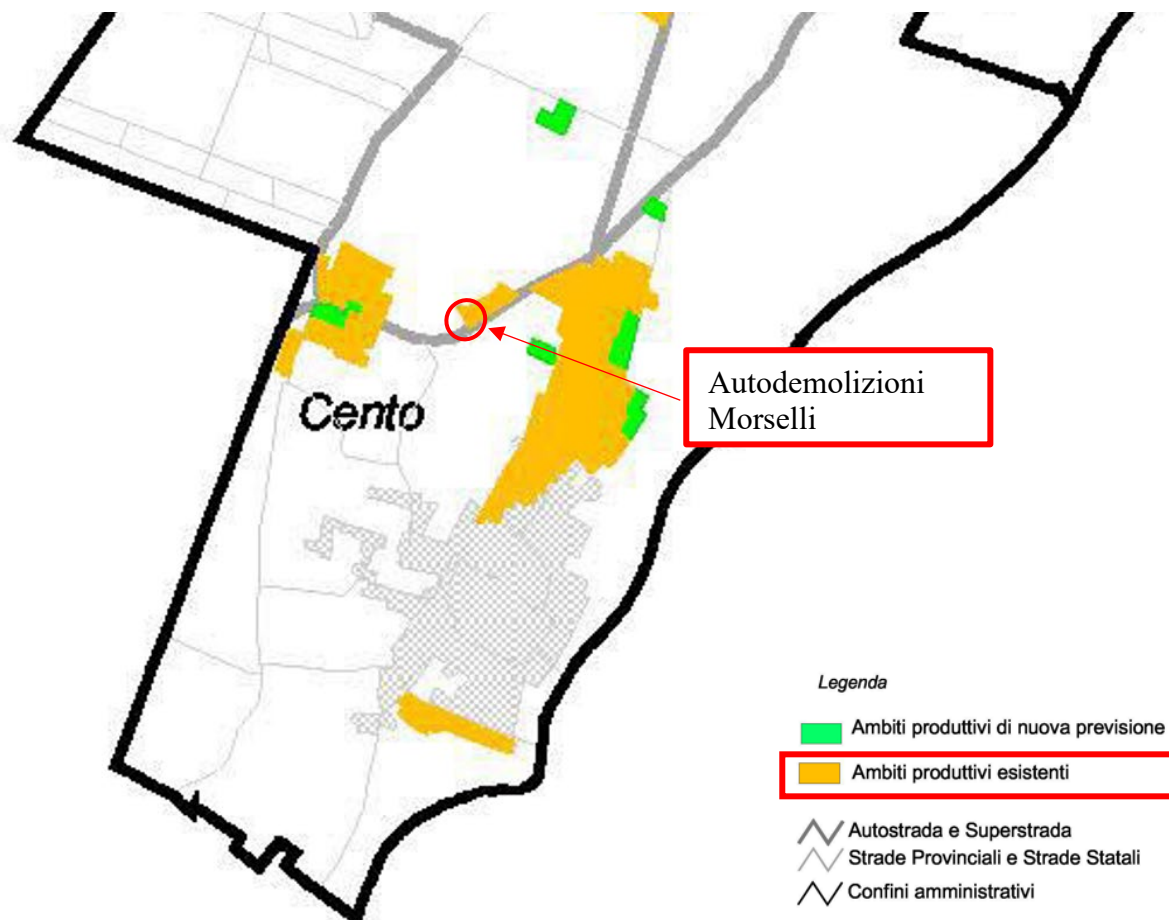 Autodemolizioni
Morselli
Cento
Legenda
Ambiti produttivi di nuova previsione
Ambiti produttivi esistenti
Autostrada e Superstrada
Strade Provinciali e Strade Statali
Confini amministrativi